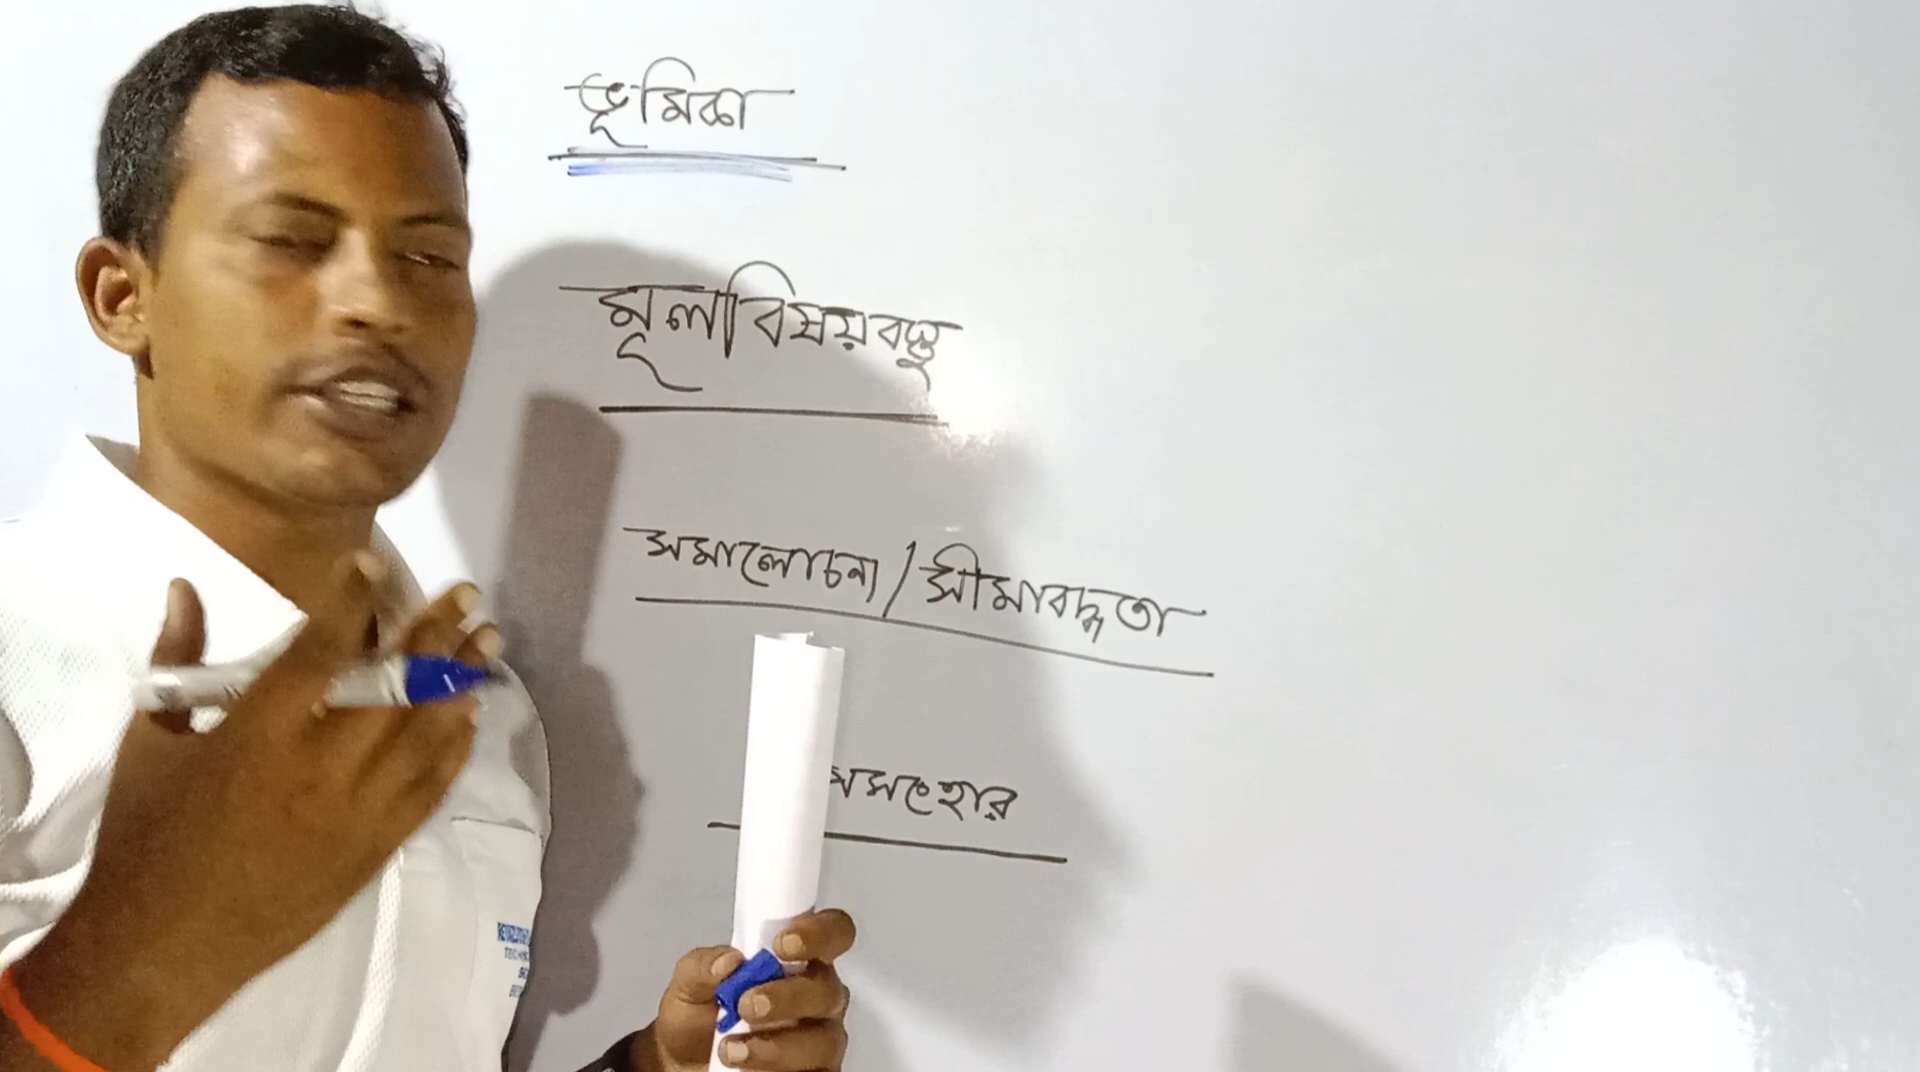 ভূমিকা
মূলবিষয়বস্তু
সমালোচনা/সীমাবদ্ধতা
সংহার